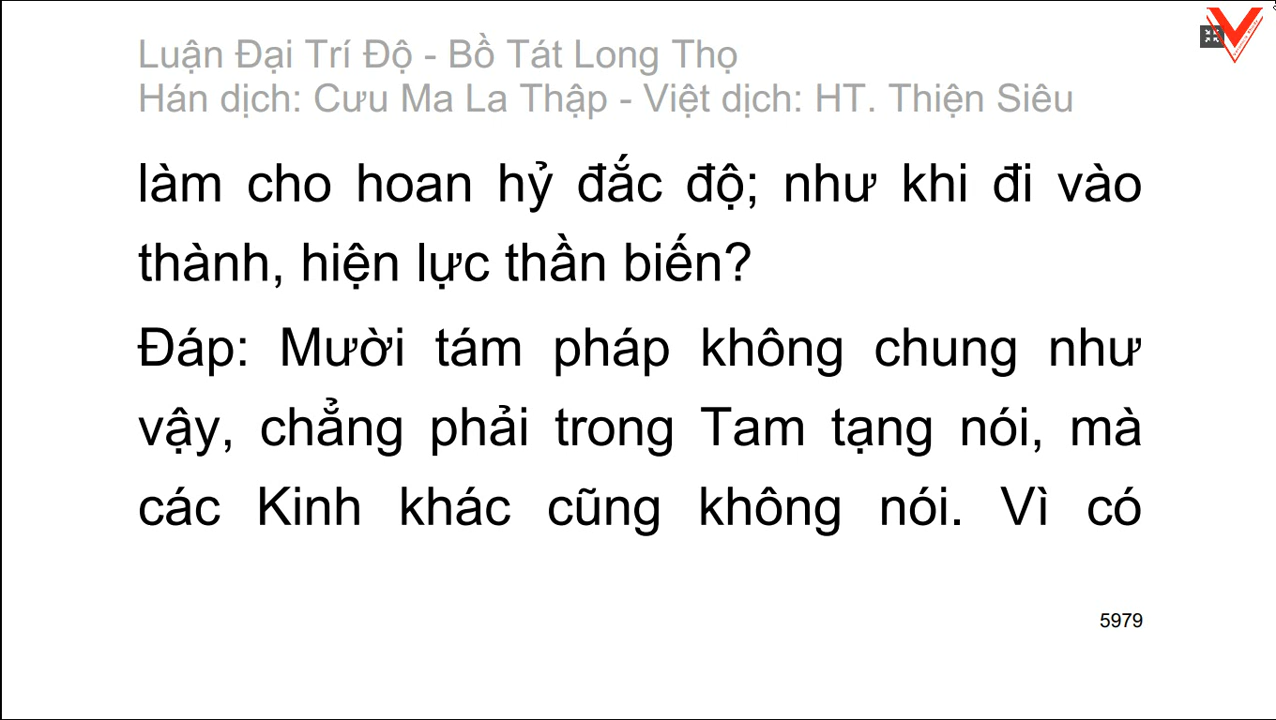 Luận Đại Trí Độ - Bồ Tát Long Thọ
Hán dịch: Cưu Ma La Thập - Việt dịch: HT. Thiện Siêu
làm cho hoan hỷ đắc độ; như khi đi vào
thành, hiện lực thần biến?
Đáp: Mười tám pháp không chung như
vậy, chẳng phải trong Tam tạng nói, mà
các Kinh khác cũng không nói. Vì có
5979